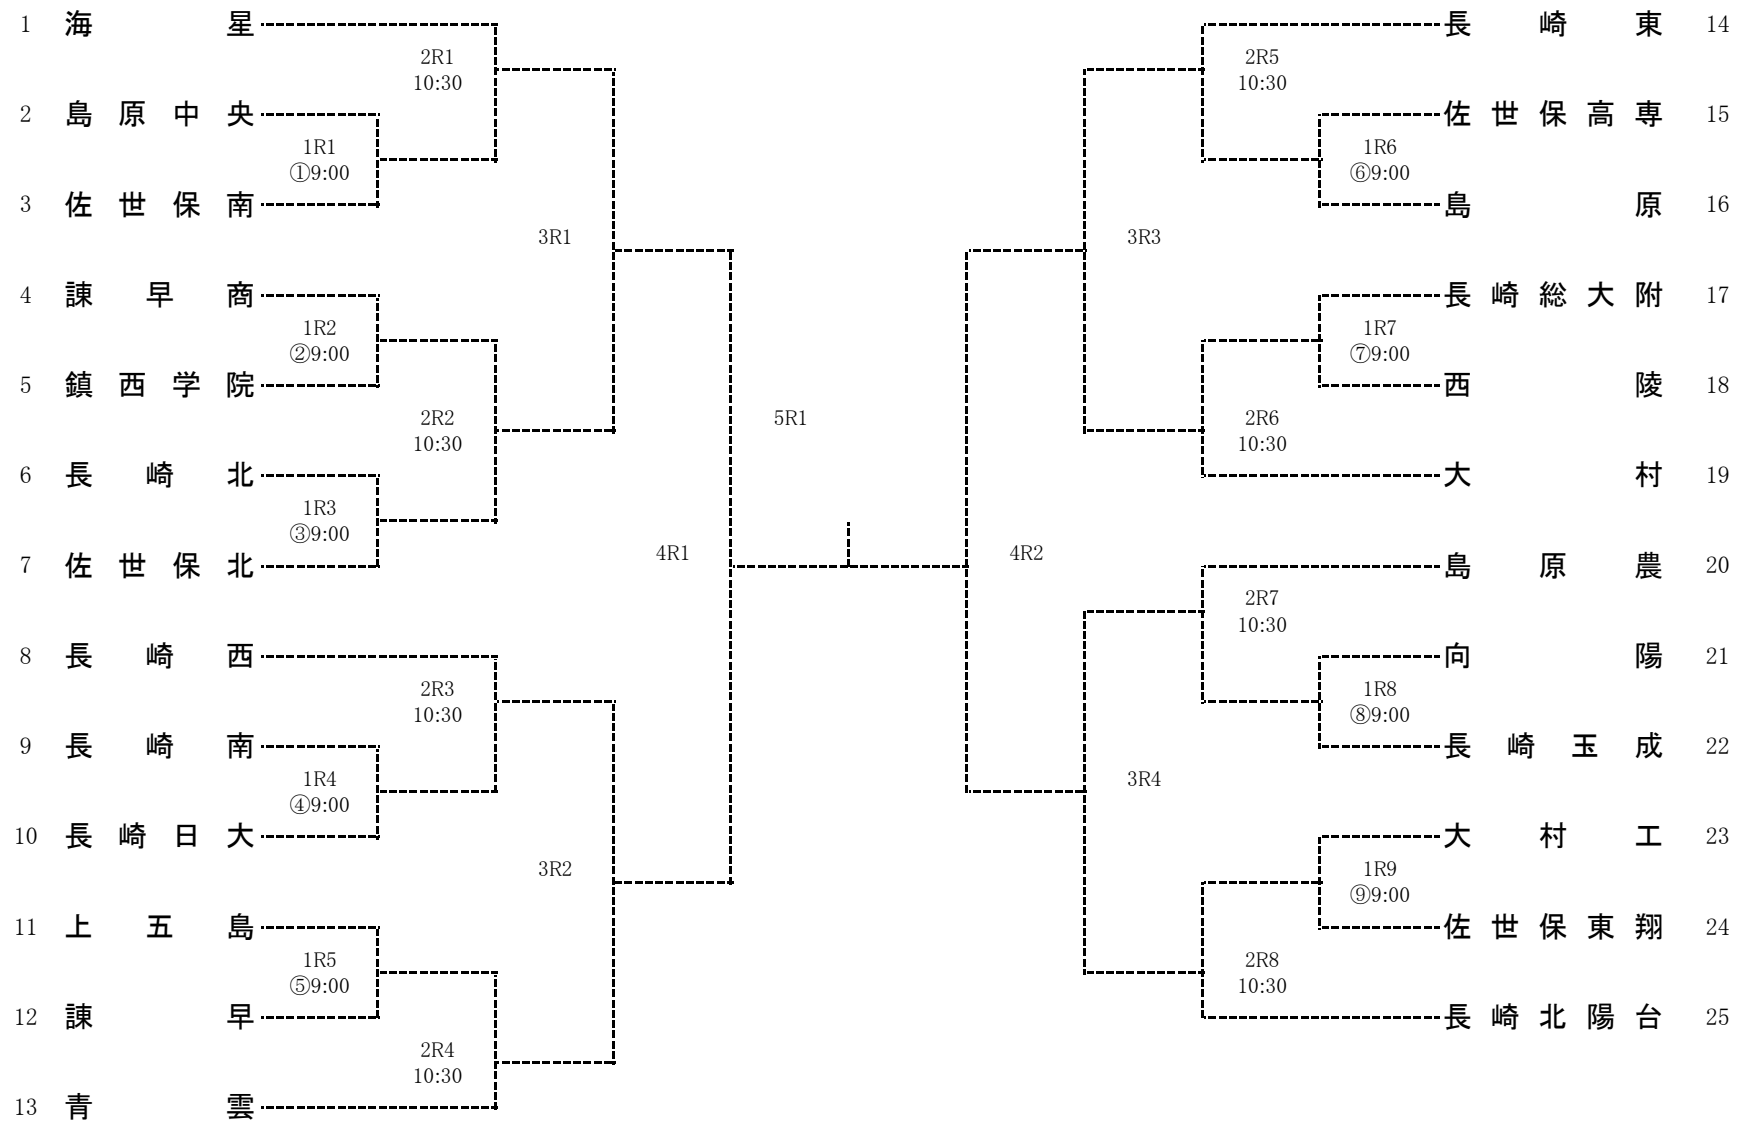 1 海星
2R1
10:30
2 島原中央
1R1
①9:00
3 佐世保南
3R1
4 諫早商
1R2
②9:00
5 鎮西学院
2R2
10:30
6 長崎北
1R3
③9:00
7 佐世保北
4R1
8 長崎西
2R3
10:30
9 長崎南
1R4
④9:00
10 長崎日大
3R2
11 上五島
1R5
⑤9:00
12 諫早
2R4
10:30
13 青雲
5R1
長崎東 14
2R5
10:30
佐世保高専 15
1R6
⑥9:00
島原 16
3R3
長崎総大附 17
1R7
⑦9:00
西陵 18
2R6
10:30
大村 19
4R2
島原農 20
2R7
10:30
向陽 21
1R8
⑧9:00
長崎玉成 22
3R4
大村工 23
1R9
⑨9:00
佐世保東翔 24
2R8
10:30
長崎北陽台 25